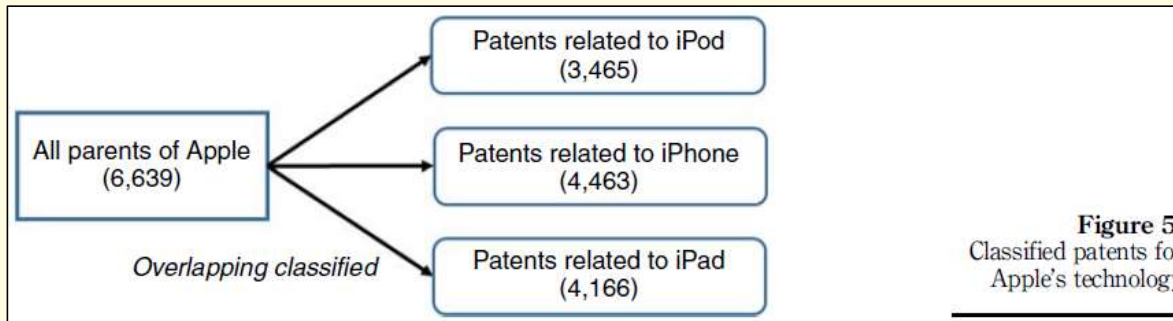 Patents related to iPod
(3,465)
All parents of Apple
(6,639)
Patents related to iPhone
(4,463)
Overlapping classified
Patents related to iPad
(4,166)
Figure 5
Classified patents fo
Apple's technology